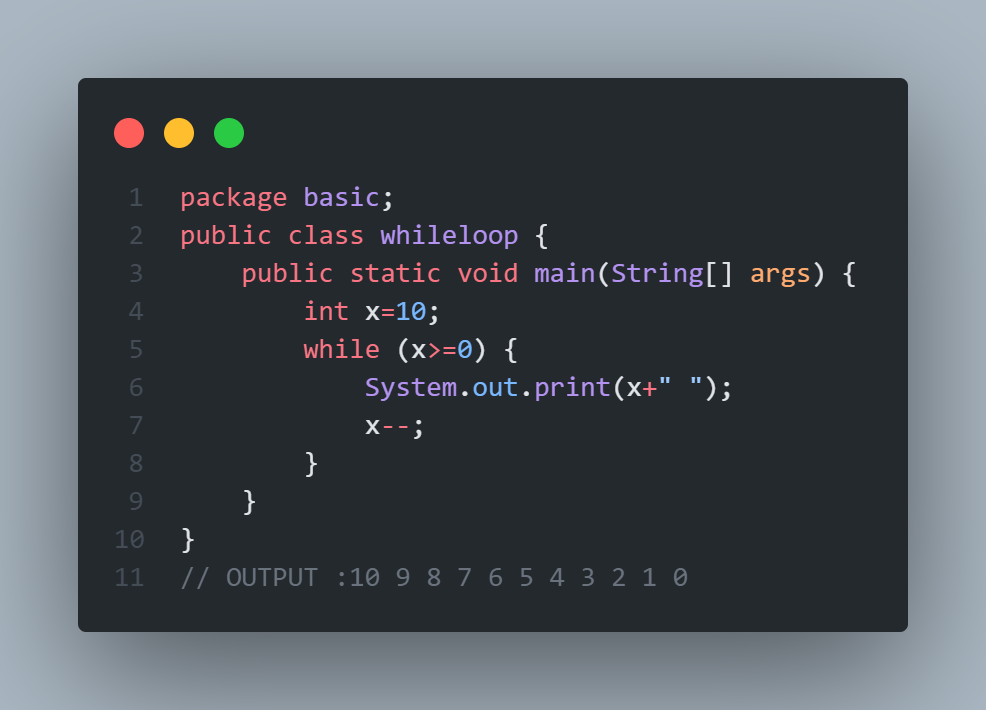 1 package basic;
2 public class whileloop {
3     public static void main(String[] args) {
4         int x=10;
5         while (x>=0) {
6             System.out.print(x+" ");
7             x--;
8         }
9     }
10 }
11 // OUTPUT :10 9 8 7 6 5 4 3 2 1 0